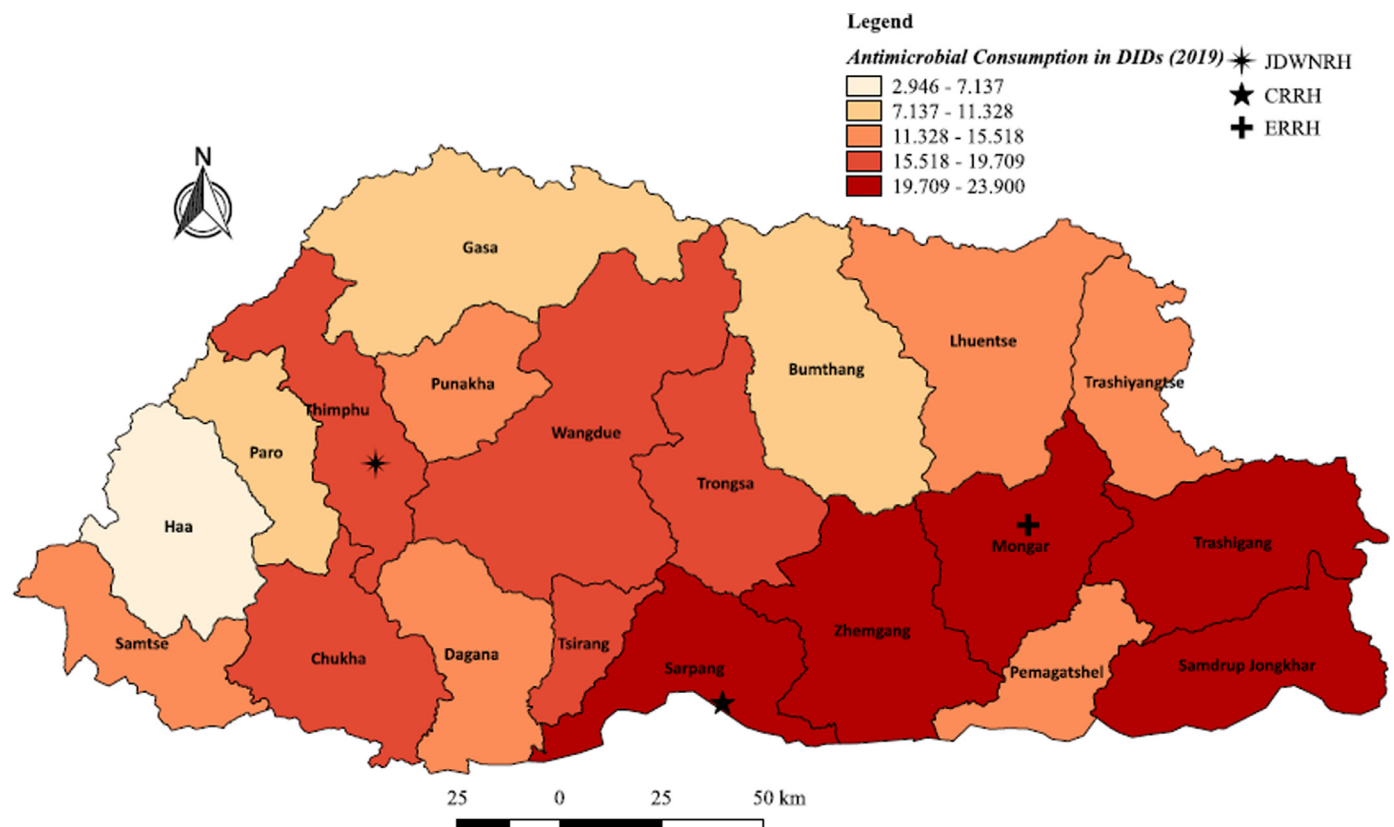 Legend
Antimicrobial Consumption in DIDs (2019)
2.946 - 7.137
7.137 - 11.328
11.328 - 15.518
15.518 - 19.709
19.709 - 23.900
JDWNRH
CRRH
ERRH
N
Gasa
Lhuentse
Bumthang
Trashiyangtse
Punakha
Thimphu
Wangdue
Paro
Trongsa
Haa
Mongar
Trashigang
Zhemgang
Samtse
Tsirang
Dagana
Chukha
Sarpang
Pemagatshel
Samdrup Jongkhar
25 0 25 50 km